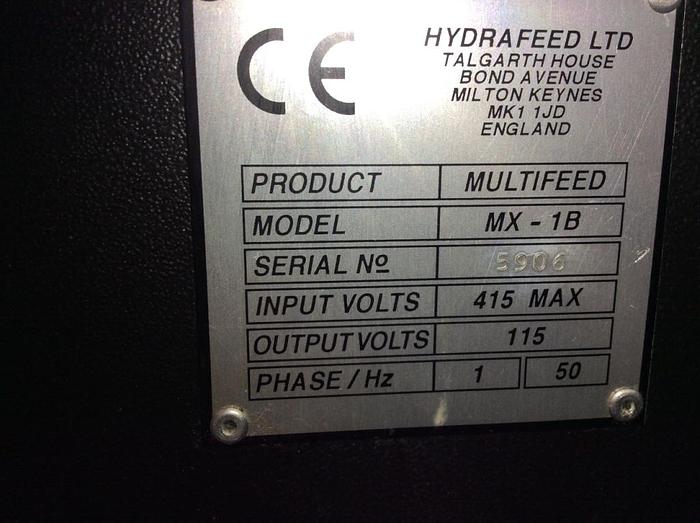 CE
HYDRAFEED LTD
TALGARTH HOUSE
BOND AVENUE
MILTON KEYNES
MK1 1JD
ENGLAND
PRODUCT MULTIFEED
MODEL MX - 1B
SERIAL Nº 5906
INPUT VOLTS 415 MAX
OUTPUT VOLTS 115
PHASE / Hz 1 50